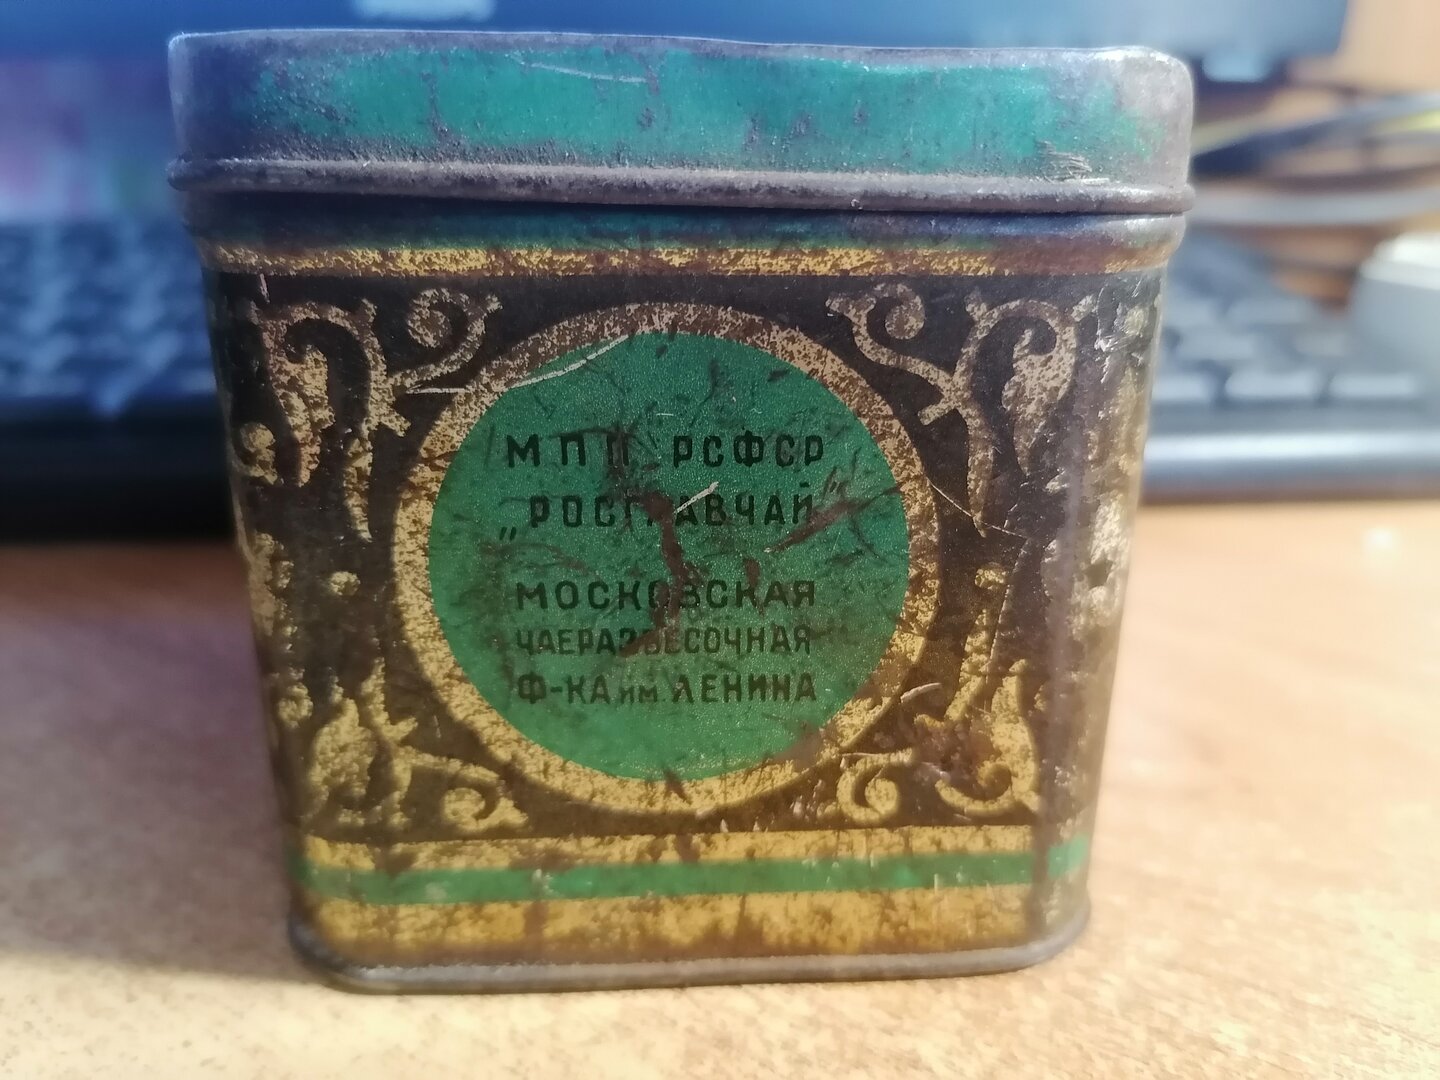 МПП РСФСР
„РОСГЛАВЧАЙ"
МОСКОВСКАЯ
ЧАЕРАЗВЕСОЧНАЯ
Ф-КА им. ЛЕНИНА